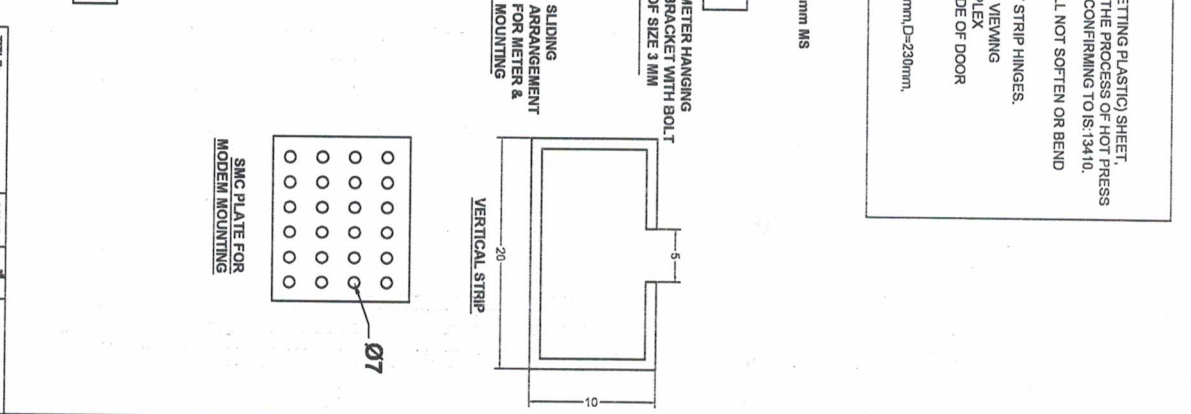 ETTING PLASTIC) SHEET,
THE PROCESS OF HOT PRESS
CONFIRMING TO IS:13410.
LL NOT SOFTEN OR BEND
STRIP HINGES.
VIEWING
PLEX
DE OF DOOR
mm,D=230mm,
mm MS
METER HANGING
BRACKET WITH BOLT
OF SIZE 3 MM
SLIDING
ARRANGEMENT
FOR METER &
MOUNTING
5
10
20
VERTICAL STRIP
Ø7
SMC PLATE FOR
MODEM MOUNTING